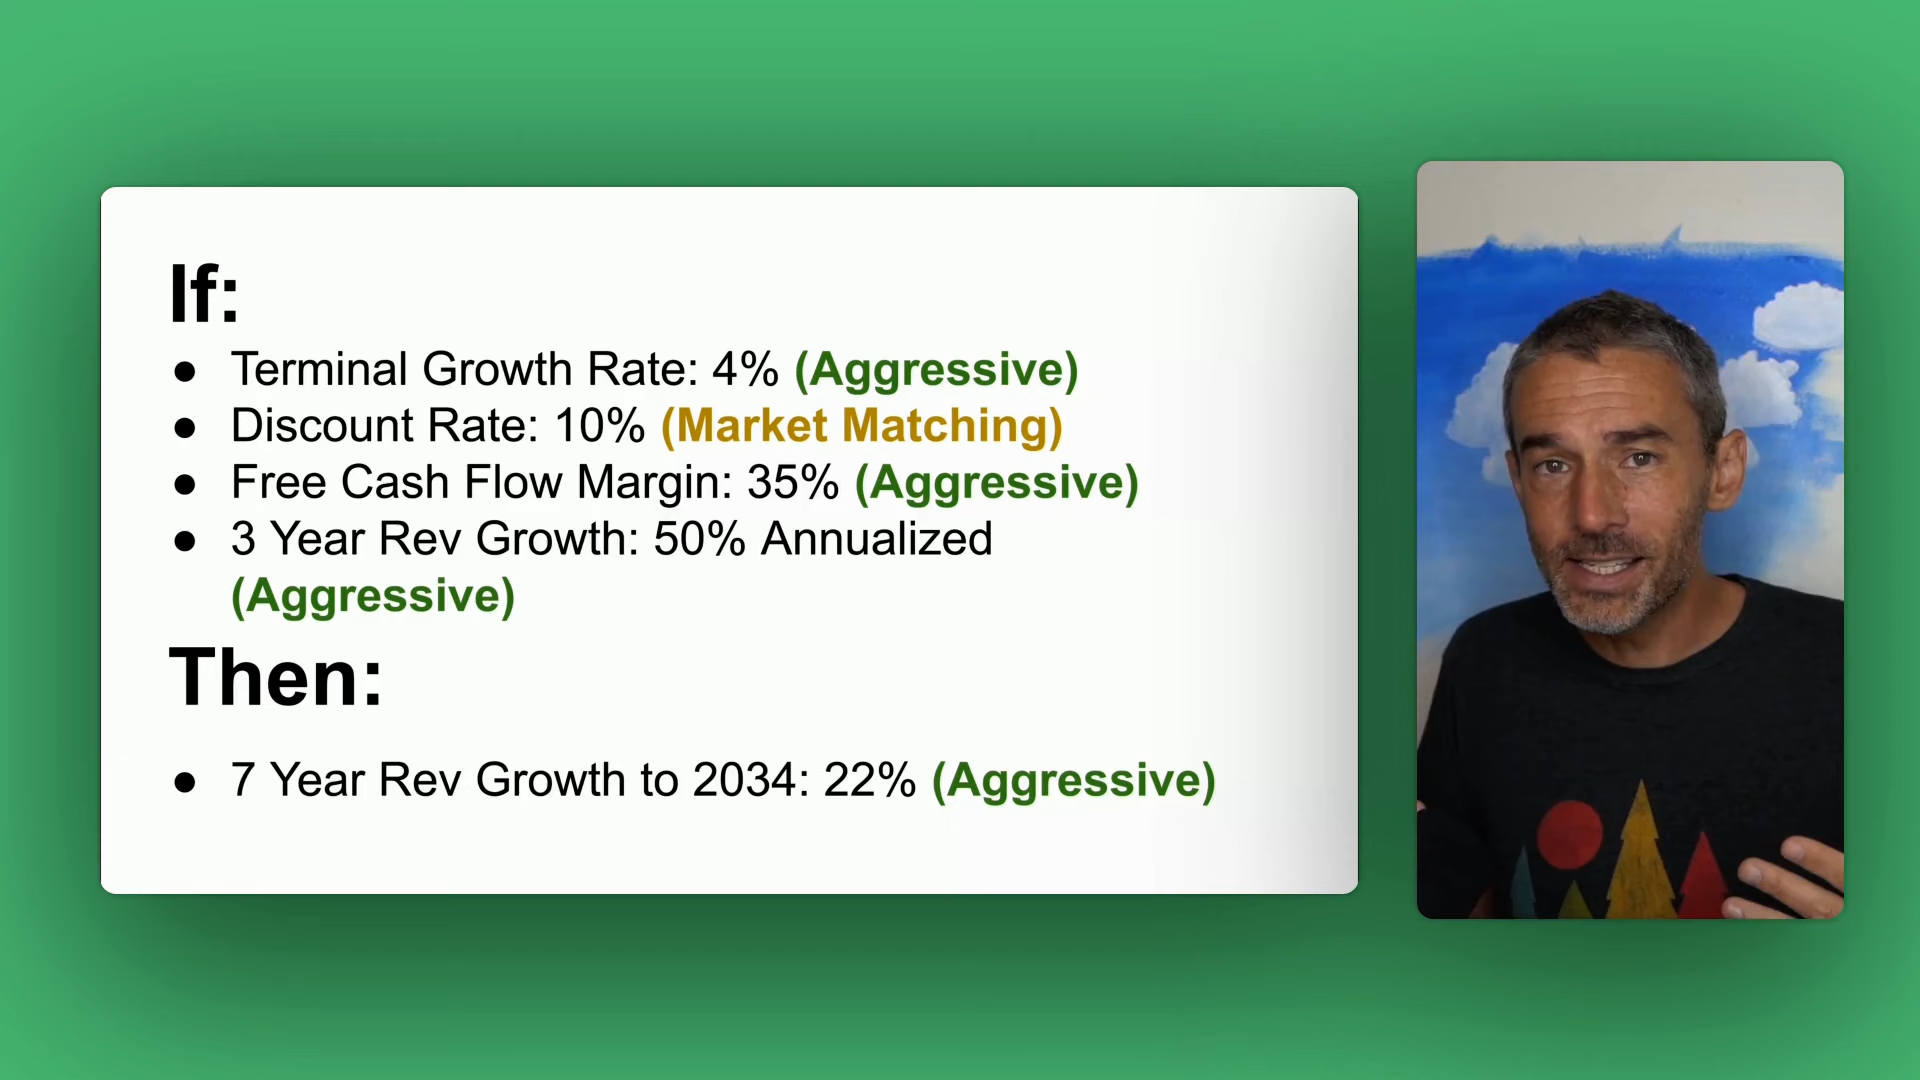 If:
● Terminal Growth Rate: 4% (Aggressive)
● Discount Rate: 10% (Market Matching)
● Free Cash Flow Margin: 35% (Aggressive)
● 3 Year Rev Growth: 50% Annualized
(Aggressive)
Then:
● 7 Year Rev Growth to 2034: 22% (Aggressive)